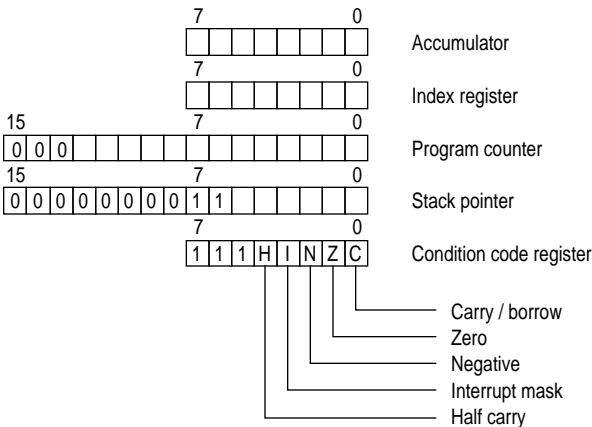 7 0
Accumulator
7 0
Index register
15 7 0
0 0 0 Program counter
15 7 0
0 0 0 0 0 0 0 0 1 1 Stack pointer
7 0
1 1 1 H I N Z C Condition code register
Carry / borrow
Zero
Negative
Interrupt mask
Half carry